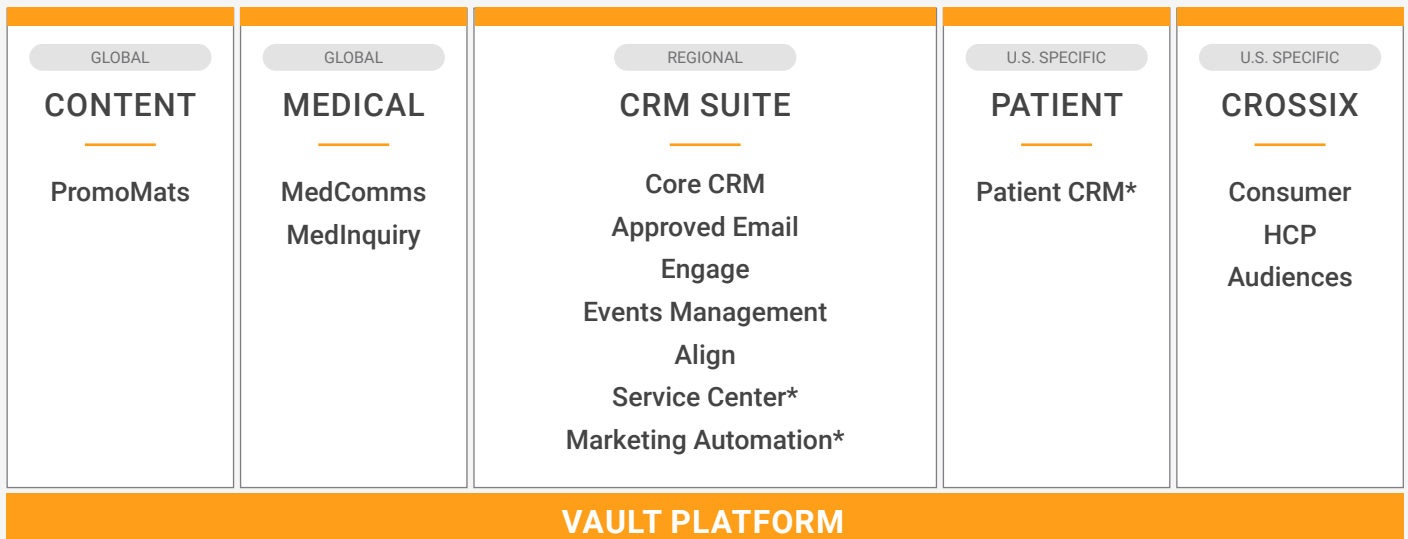 GLOBAL
CONTENT
PromoMats
GLOBAL
MEDICAL
MedComms
MedInquiry
REGIONAL
CRM SUITE
Core CRM
Approved Email
Engage
Events Management
Align
Service Center*
Marketing Automation*
U.S. SPECIFIC
PATIENT
Patient CRM*
U.S. SPECIFIC
CROSSIX
Consumer
HCP
Audiences
VAULT PLATFORM